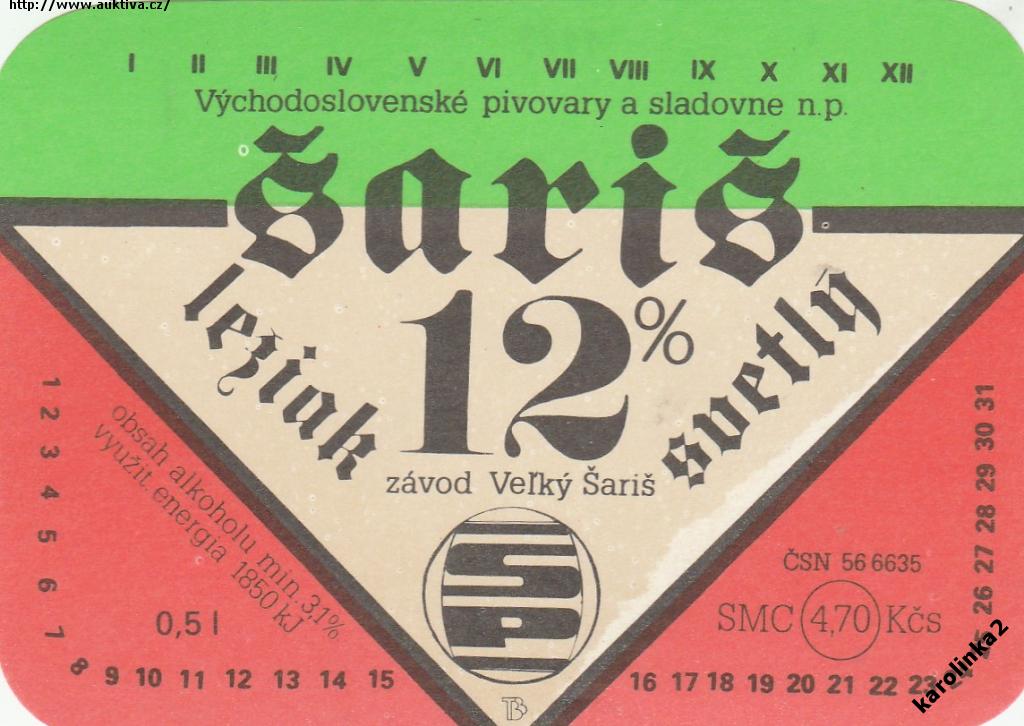 http://www.auktiva.cz/
I II III IV V VI VII VIII IX X XI XII
Východoslovenské pivovary a sladovne n.p.
šariš
ležiak
12%
svetlý
závod Veľký Šariš
obsah alkoholu min. 3,1%
využit. energia 1850 kJ
0,5 l
SPI
ČSN 56 6635
SMC 4,70 Kčs
1 2 3 4 5 6 7 8 9 10 11 12 13 14 15
16 17 18 19 20 21 22 23 24 25 26 27 28 29 30 31
karolinka2